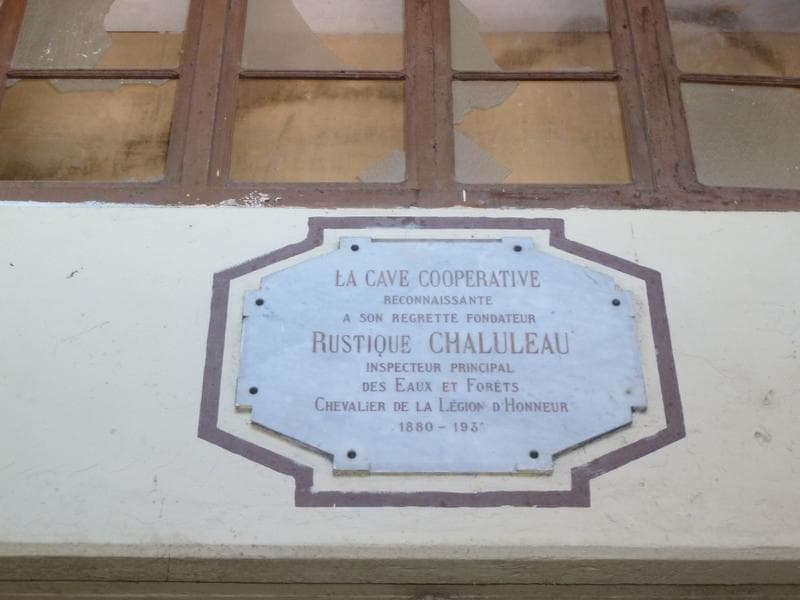 LA CAVE COOPERATIVE
RECONNAISSANTE
A SON REGRETTE FONDATEUR
RUSTIQUE CHALULEAU
INSPECTEUR PRINCIPAL
DES EAUX ET FORÊTS
CHEVALIER DE LA LÉGION D'HONNEUR
1880 -